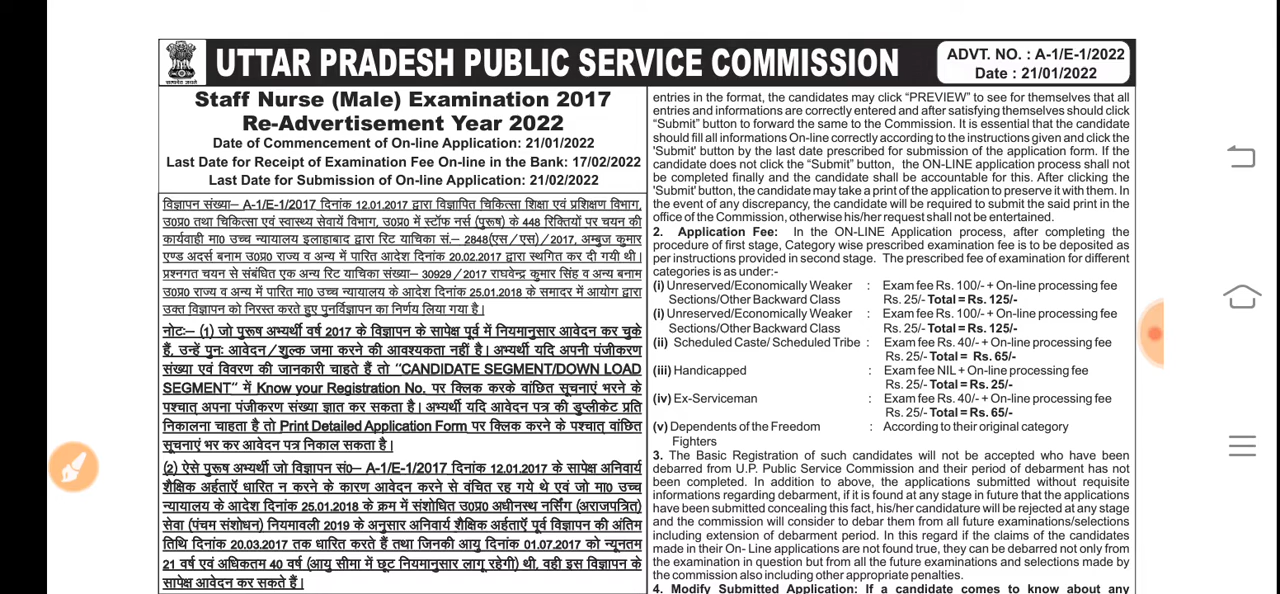 UTTAR PRADESH PUBLIC SERVICE COMMISSION
ADVT. NO. : A-1/E-1/2022
Date : 21/01/2022
Staff Nurse (Male) Examination 2017
Re-Advertisement Year 2022
Date of Commencement of On-line Application: 21/01/2022
Last Date for Receipt of Examination Fee On-line in the Bank: 17/02/2022
Last Date for Submission of On-line Application: 21/02/2022
विज्ञापन संख्या– A-1/E-1/2017 दिनांक 12.01.2017 द्वारा विज्ञापित चिकित्सा शिक्षा एवं प्रशिक्षण विभाग,
उ0प्र0 तथा चिकित्सा एवं स्वास्थ्य सेवायें विभाग, उ0प्र0 में स्टॉफ नर्स (पुरूष) के 448 रिक्तियों पर चयन की
कार्यवाही मा0 उच्च न्यायालय इलाहाबाद द्वारा रिट याचिका सं.– 2848(एस/एस)/2017, अम्बुज कुमार
एण्ड अदर्स बनाम उ0प्र0 राज्य व अन्य में पारित आदेश दिनांक 20.02.2017 द्वारा स्थगित कर दी गयी थी।
प्रश्नगत चयन से संबंधित एक अन्य रिट याचिका संख्या– 30929/2017 राघवेन्द्र कुमार सिंह व अन्य बनाम
उ0प्र0 राज्य व अन्य में पारित मा0 उच्च न्यायालय के आदेश दिनांक 25.01.2018 के समादर में आयोग द्वारा
उक्त विज्ञापन को निरस्त करते हुए पुनर्विज्ञापन का निर्णय लिया गया है।
नोटः– (1) जो पुरूष अभ्यर्थी वर्ष 2017 के विज्ञापन के सापेक्ष पूर्व में नियमानुसार आवेदन कर चुके
हैं, उन्हें पुनः आवेदन/शुल्क जमा करने की आवश्यकता नहीं है। अभ्यर्थी यदि अपनी पंजीकरण
संख्या एवं विवरण की जानकारी चाहते हैं तो "CANDIDATE SEGMENT/DOWN LOAD
SEGMENT" में Know your Registration No. पर क्लिक करके वांछित सूचनाएं भरने के
पश्चात् अपना पंजीकरण संख्या ज्ञात कर सकता है। अभ्यर्थी यदि आवेदन पत्र की डुप्लीकेट प्रति
निकालना चाहता है तो Print Detailed Application Form पर क्लिक करने के पश्चात् वांछित
सूचनाएं भर कर आवेदन पत्र निकाल सकता है।
(2) ऐसे पुरूष अभ्यर्थी जो विज्ञापन सं0– A-1/E-1/2017 दिनांक 12.01.2017 के सापेक्ष अनिवार्य
शैक्षिक अर्हताऐं धारित न करने के कारण आवेदन करने से वंचित रह गये थे एवं जो मा0 उच्च
न्यायालय के आदेश दिनांक 25.01.2018 के क्रम में संशोधित उ0प्र0 अधीनस्थ नर्सिंग (अराजपत्रित)
सेवा (पंचम संशोधन) नियमावली 2019 के अनुसार अनिवार्य शैक्षिक अर्हताऐं पूर्व विज्ञापन की अंतिम
तिथि दिनांक 20.03.2017 तक धारित करते हैं तथा जिनकी आयु दिनांक 01.07.2017 को न्यूनतम
21 वर्ष एवं अधिकतम 40 वर्ष (आयु सीमा में छूट नियमानुसार लागू रहेगी) थी, वही इस विज्ञापन के
सापेक्ष आवेदन कर सकते हैं।
entries in the format, the candidates may click "PREVIEW" to see for themselves that all
entries and informations are correctly entered and after satisfying themselves should click
"Submit" button to forward the same to the Commission. It is essential that the candidate
should fill all informations On-line correctly according to the instructions given and click the
'Submit' button by the last date prescribed for submission of the application form. If the
candidate does not click the "Submit" button, the ON-LINE application process shall not
be completed finally and the candidate shall be accountable for this. After clicking the
'Submit' button, the candidate may take a print of the application to preserve it with them. In
the event of any discrepancy, the candidate will be required to submit the said print in the
office of the Commission, otherwise his/her request shall not be entertained.
2. Application Fee: In the ON-LINE Application process, after completing the
procedure of first stage, Category wise prescribed examination fee is to be deposited as
per instructions provided in second stage. The prescribed fee of examination for different
categories is as under:-
(i) Unreserved/Economically Weaker : Exam fee Rs. 100/- + On-line processing fee
Sections/Other Backward Class Rs. 25/- Total = Rs. 125/-
(i) Unreserved/Economically Weaker : Exam fee Rs. 100/- + On-line processing fee
Sections/Other Backward Class Rs. 25/- Total = Rs. 125/-
(ii) Scheduled Caste/ Scheduled Tribe : Exam fee Rs. 40/- + On-line processing fee
Rs. 25/- Total = Rs. 65/-
(iii) Handicapped : Exam fee NIL + On-line processing fee
Rs. 25/- Total = Rs. 25/-
(iv) Ex-Serviceman : Exam fee Rs. 40/- + On-line processing fee
Rs. 25/- Total = Rs. 65/-
(v) Dependents of the Freedom : According to their original category
Fighters
3. The Basic Registration of such candidates will not be accepted who have been
debarred from U.P. Public Service Commission and their period of debarment has not
been completed. In addition to above, the applications submitted without requisite
informations regarding debarment, if it is found at any stage in future that the applications
have been submitted concealing this fact, his/her candidature will be rejected at any stage
and the commission will consider to debar them from all future examinations/selections
including extension of debarment period. In this regard if the claims of the candidates
made in their On- Line applications are not found true, they can be debarred not only from
the examination in question but from all the future examinations and selections made by
the commission also including other appropriate penalties.
4. Modify Submitted Application: If a candidate comes to know about any